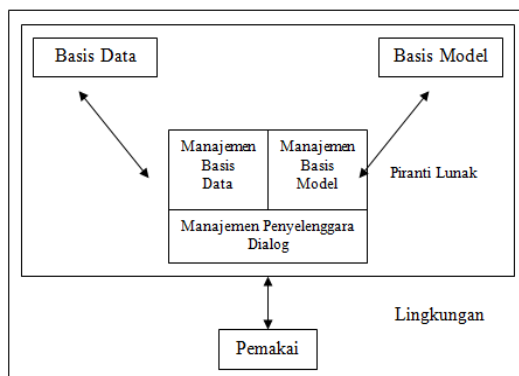 Basis Data
Basis Model
Manajemen
Basis
Data
Manajemen
Basis
Model
Piranti Lunak
Manajemen Penyelenggara
Dialog
Lingkungan
Pemakai